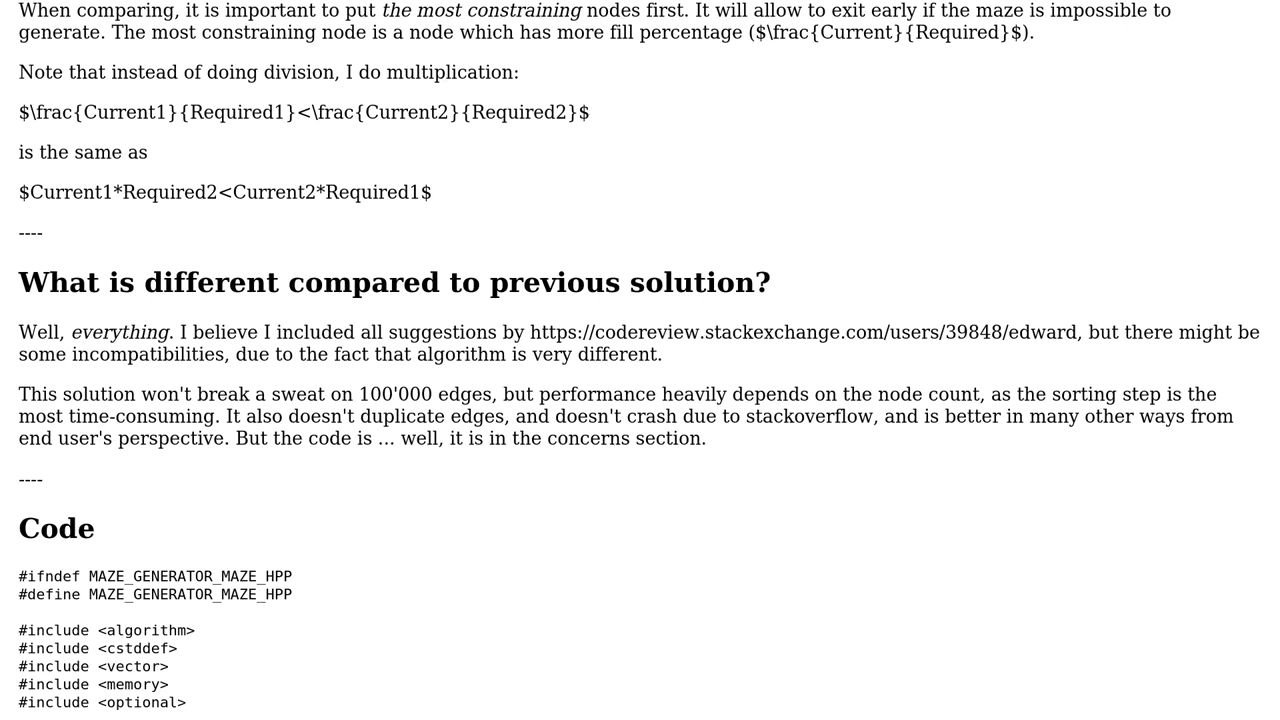 When comparing, it is important to put the most constraining nodes first. It will allow to exit early if the maze is impossible to
generate. The most constraining node is a node which has more fill percentage ($\frac{Current}{Required}$).
Note that instead of doing division, I do multiplication:
$\frac{Current1}{Required1}<\frac{Current2}{Required2}$
is the same as
$Current1*Required2<Current2*Required1$
----
What is different compared to previous solution?
Well, everything. I believe I included all suggestions by https://codereview.stackexchange.com/users/39848/edward, but there might be
some incompatibilities, due to the fact that algorithm is very different.
This solution won't break a sweat on 100'000 edges, but performance heavily depends on the node count, as the sorting step is the
most time-consuming. It also doesn't duplicate edges, and doesn't crash due to stackoverflow, and is better in many other ways from
end user's perspective. But the code is ... well, it is in the concerns section.
----
Code
#ifndef MAZE_GENERATOR_MAZE_HPP
#define MAZE_GENERATOR_MAZE_HPP
#include <algorithm>
#include <cstddef>
#include <vector>
#include <memory>
#include <optional>